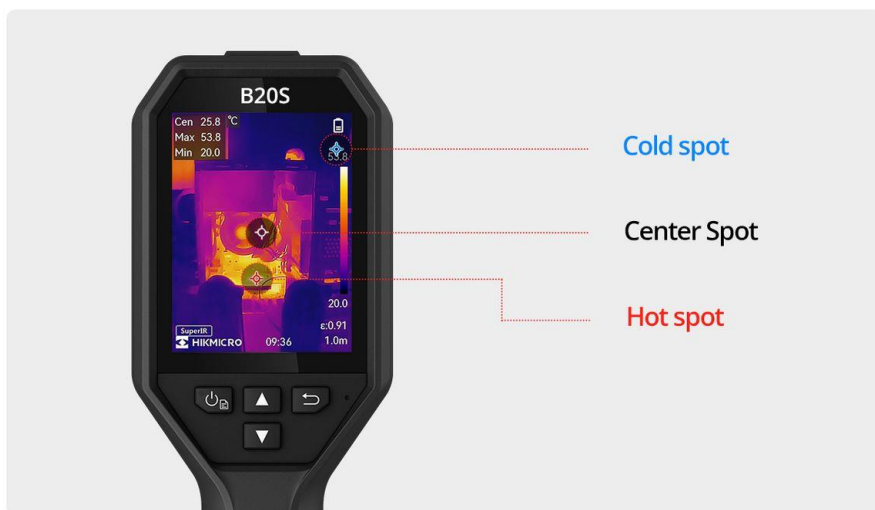 B20S
Cen 25.8 °C
Max 53.8
Min 20.0
53.8
Cold spot
Center Spot
20.0
Hot spot
SuperIR
ε:0.91
HIKMICRO 09:36 1.0m